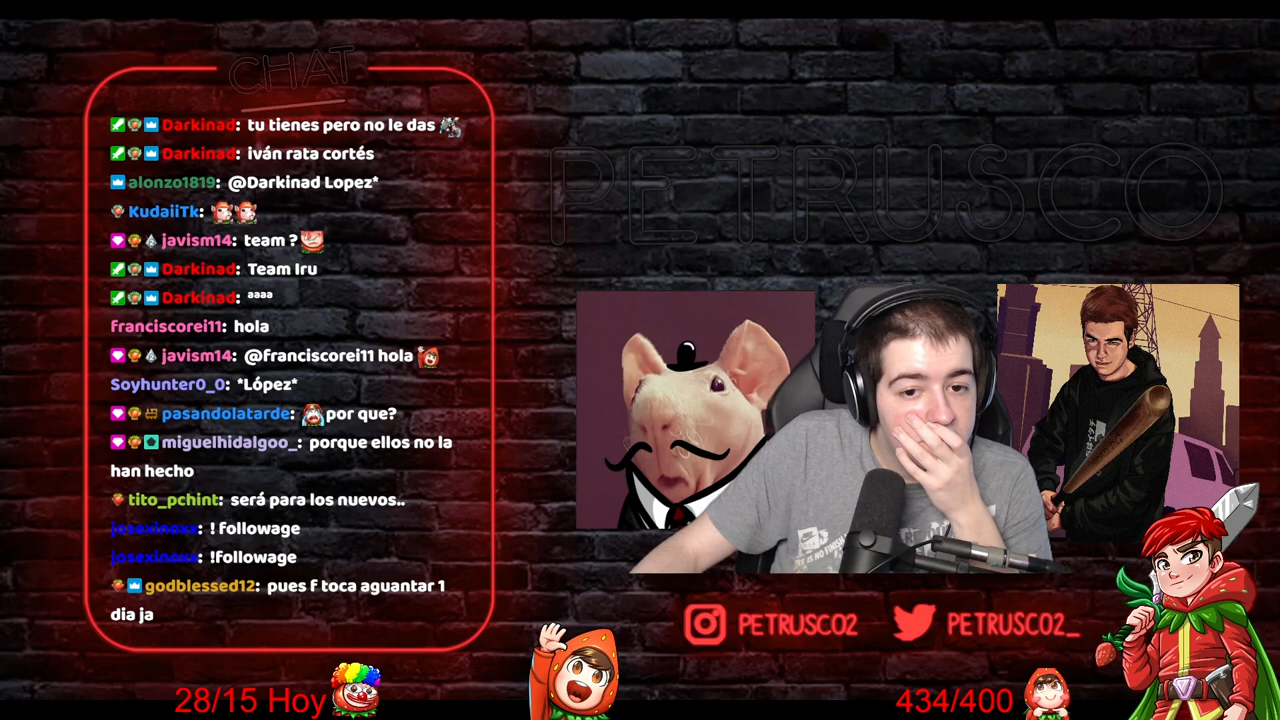 CHAT
Darkinad: tu tienes pero no le das
Darkinad: iván rata cortés
alonzo1819: @Darkinad Lopez*
KudaiiTk:
javism14: team ?
Darkinad: Team Iru
Darkinad: ᵃᵃᵃᵃ
franciscorei11: hola
javism14: @franciscorei11 hola
Soyhunter0_0: *López*
pasandolatarde: por que?
miguelhidalgoo_: porque ellos no la
han hecho
tito_pchint: será para los nuevos..
josexinoxx: ! followage
josexinoxx: !followage
godblessed12: pues f toca aguantar 1
dia ja
PETRUSCO
PETRUSCO2
PETRUSCO2_
28/15 Hoy
434/400